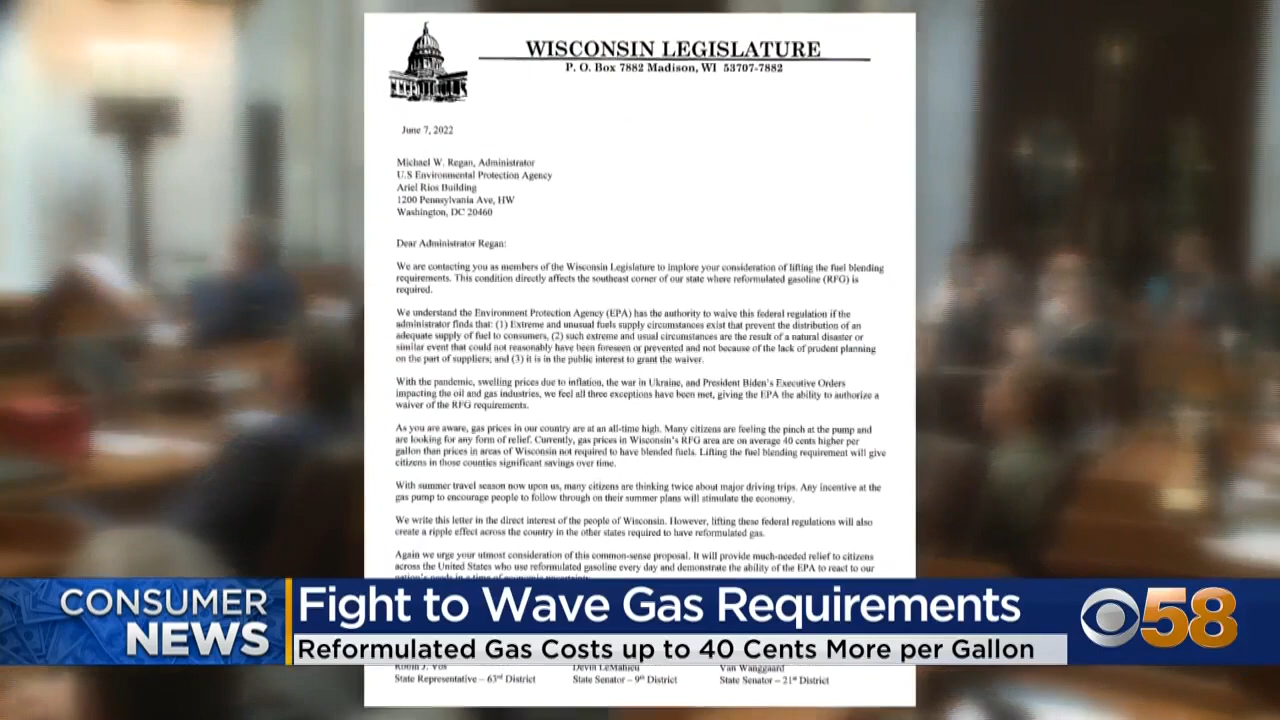 WISCONSIN LEGISLATURE
P. O. Box 7882 Madison, WI 53707-7882
June 7, 2022
Michael W. Regan, Administrator
U.S Environmental Protection Agency
Ariel Rios Building
1200 Pennsylvania Ave, HW
Washington, DC 20460
Dear Administrator Regan:
We are contacting you as members of the Wisconsin Legislature to implore your consideration of lifting the fuel blending
requirements. This condition directly affects the southeast corner of our state where reformulated gasoline (RFG) is
required.
We understand the Environment Protection Agency (EPA) has the authority to waive this federal regulation if the
administrator finds that: (1) Extreme and unusual fuels supply circumstances exist that prevent the distribution of an
adequate supply of fuel to consumers, (2) such extreme and usual circumstances are the result of a natural disaster or
similar event that could not reasonably have been foreseen or prevented and not because of the lack of prudent planning
on the part of suppliers; and (3) it is in the public interest to grant the waiver.
With the pandemic, swelling prices due to inflation, the war in Ukraine, and President Biden's Executive Orders
impacting the oil and gas industries, we feel all three exceptions have been met, giving the EPA the ability to authorize a
waiver of the RFG requirements.
As you are aware, gas prices in our country are at an all-time high. Many citizens are feeling the pinch at the pump and
are looking for any form of relief. Currently, gas prices in Wisconsin's RFG area are on average 40 cents higher per
gallon than prices in areas of Wisconsin not required to have blended fuels. Lifting the fuel blending requirement will give
citizens in those counties significant savings over time.
With summer travel season now upon us, many citizens are thinking twice about major driving trips. Any incentive at the
gas pump to encourage people to follow through on their summer plans will stimulate the economy.
We write this letter in the direct interest of the people of Wisconsin. However, lifting these federal regulations will also
create a ripple effect across the country in the other states required to have reformulated gas.
Again we urge your utmost consideration of this common-sense proposal. It will provide much-needed relief to citizens
across the United States who use reformulated gasoline every day and demonstrate the ability of the EPA to react to our
CONSUMER
NEWS
Fight to Wave Gas Requirements
Reformulated Gas Costs up to 40 Cents More per Gallon
58
Robin J. Vos Devin LeMahieu Van Wanggaard
State Representative – 63rd District State Senator – 9th District State Senator – 21st District